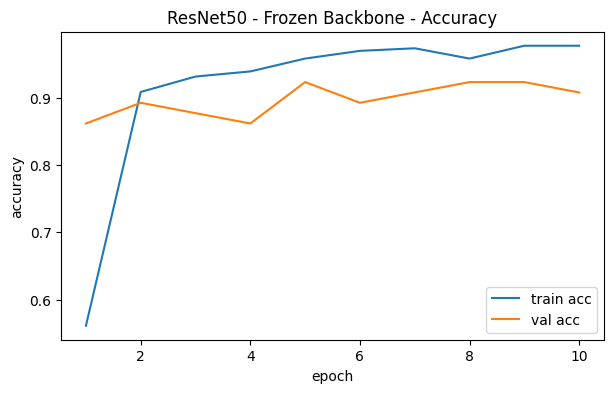 ResNet50 - Frozen Backbone - Accuracy
accuracy
0.9
0.8
0.7
0.6
train acc
val acc
2 4 6 8 10
epoch